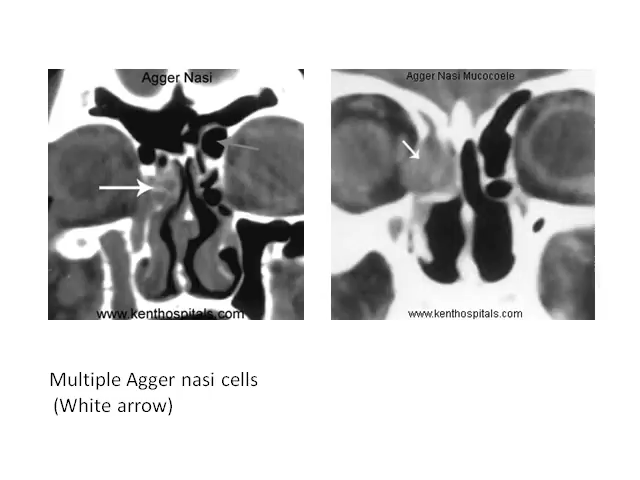 Agger Nasi
www.kenthospitals.com
Agger Nasi Mucocoele
www.kenthospitals.com
Multiple Agger nasi cells
(White arrow)